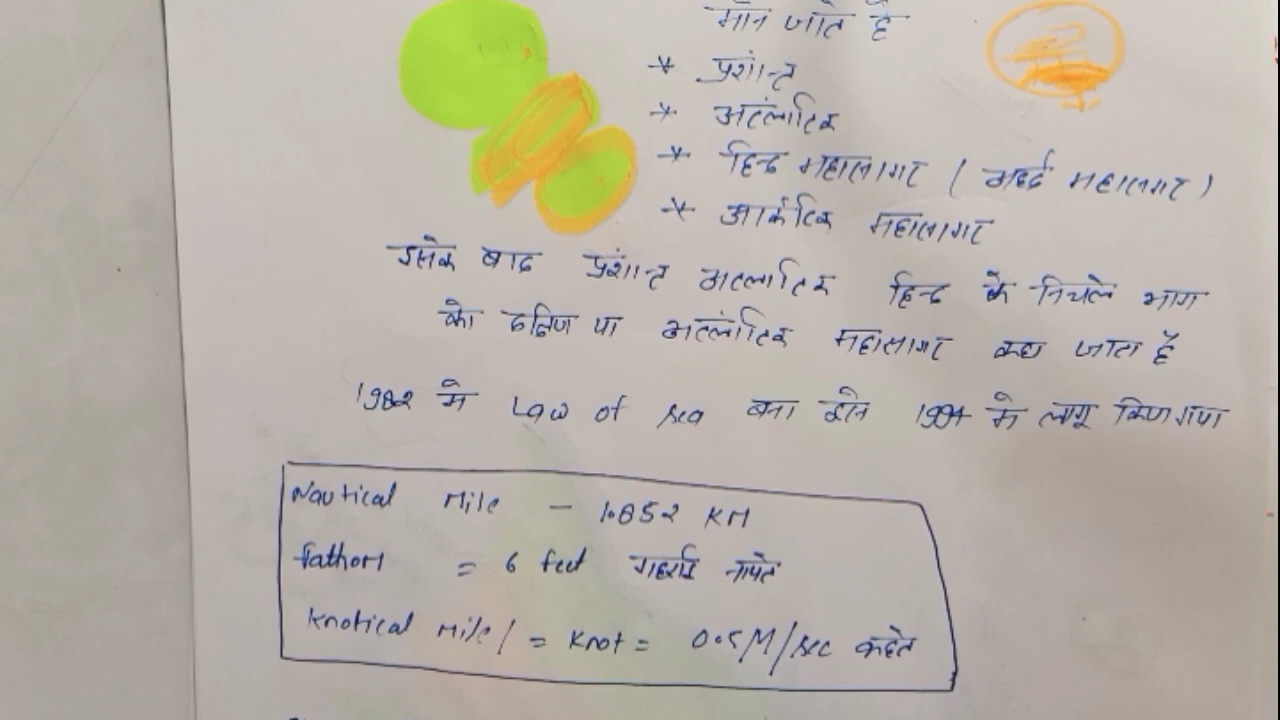 माने जाते है
* प्रशान्त
* अटलांटिक
* हिन्द महासागर ( अर्द्ध महासागर )
* आर्कटिक महासागर
इसके बाद प्रशान्त अटलांटिक हिन्द के निचले भाग
को दक्षिण या अटलांटिक महासागर कहा जाता है
1982 मे Law of sea बना इसे 1994 मे लागू किया गया
Nautical Mile – 1.852 KM
fathom = 6 feet गहराई नापते
Knotical Mile / = Knot = 0.5 M/sec कहते